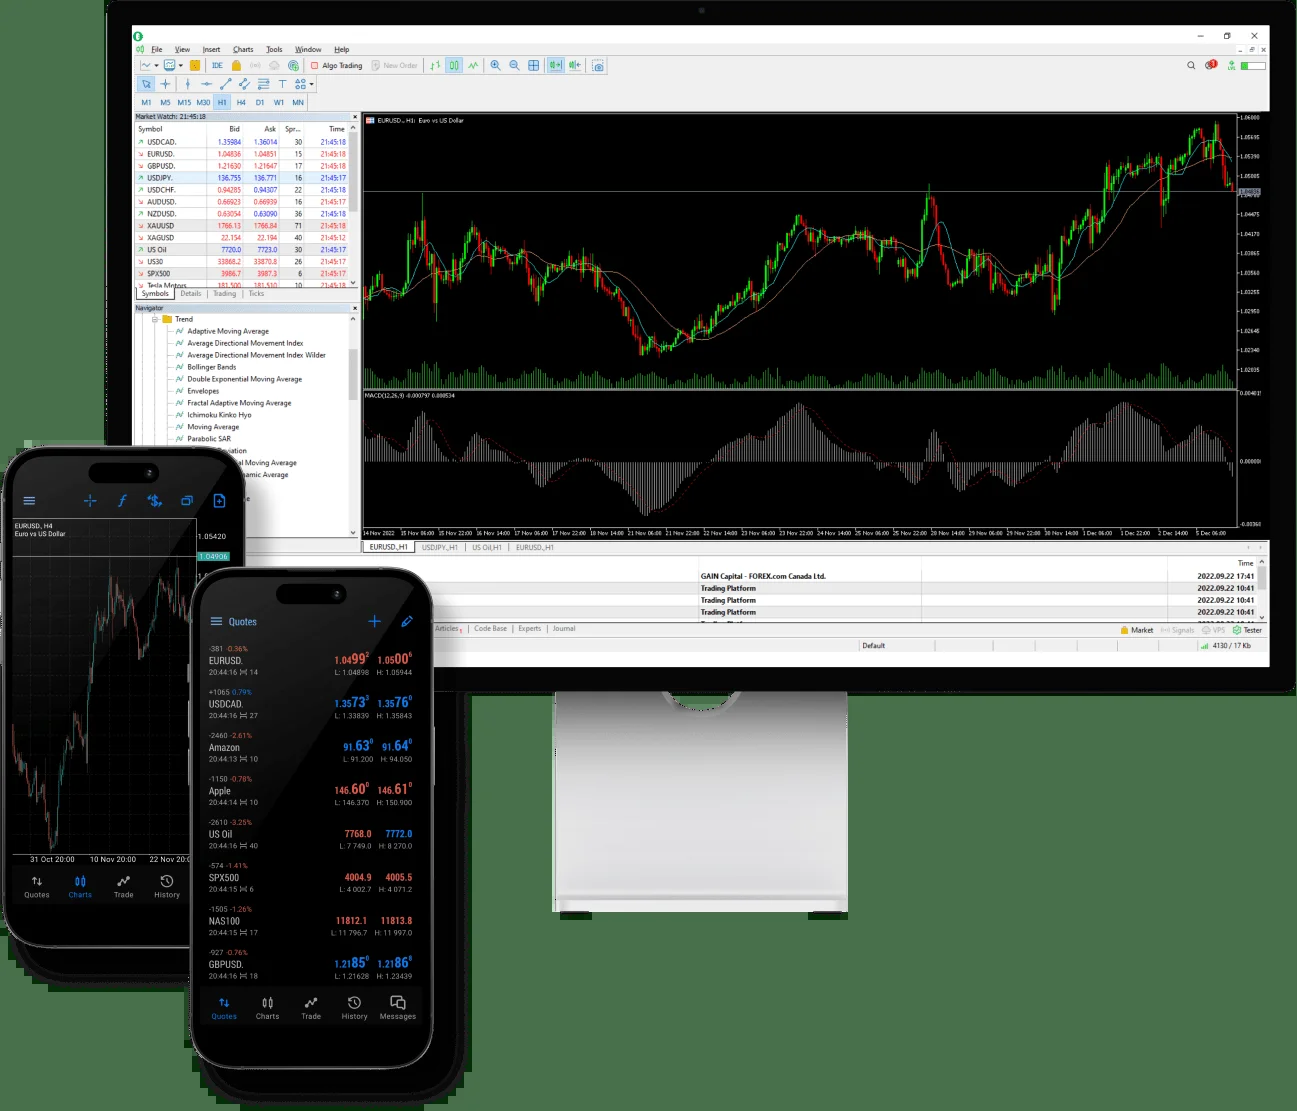 File View Insert Charts Tools Window Help
IDE Algo Trading New Order
M1 M5 M15 M30 H1 H4 D1 W1 MN
Market Watch: 21:45:18
Symbol Bid Ask Spr... Time
USDCAD. 1.35984 1.36014 30 21:45:18
EURUSD. 1.04836 1.04851 15 21:45:18
GBPUSD. 1.21630 1.21647 17 21:45:18
USDJPY. 136.755 136.771 16 21:45:17
USDCHF. 0.94285 0.94307 22 21:45:18
AUDUSD. 0.66923 0.66939 16 21:45:17
NZDUSD. 0.63054 0.63090 36 21:45:18
XAUUSD 1766.13 1766.84 71 21:45:18
XAGUSD 22.154 22.194 40 21:45:12
US Oil 7720.0 7723.0 30 21:45:17
US30 33868.2 33870.8 26 21:45:17
SPX500 3986.7 3987.3 6 21:45:17
Tesla Motors 181.500 181.510 10 21:45:18
Symbols Details Trading Ticks
Navigator
Trend
Adaptive Moving Average
Average Directional Movement Index
Average Directional Movement Index Wilder
Bollinger Bands
Double Exponential Moving Average
Envelopes
Fractal Adaptive Moving Average
Ichimoku Kinko Hyo
Moving Average
Parabolic SAR
eviation
al Moving Average
amic Average
e
EURUSD., H1: Euro vs US Dollar
1.06000
1.05695
1.05390
1.05085
1.04475
1.04170
1.03865
1.03560
1.03255
1.02950
1.02645
1.02340
1.02035
MACD(12,26,9) -0.000797 0.000534
14 Nov 2022 15 Nov 06:00 15 Nov 22:00 16 Nov 14:00 17 Nov 06:00 17 Nov 22:00 18 Nov 14:00 21 Nov 06:00 21 Nov 22:00 22 Nov 14:00 23 Nov 06:00 23 Nov 22:00 24 Nov 14:00 25 Nov 06:00 25 Nov 22:00 28 Nov 14:00 29 Nov 06:00 29 Nov 22:00 30 Nov 14:00 1 Dec 06:00 1 Dec 22:00 2 Dec 14:00 5 Dec 06:00
EURUSD.,H1 USDJPY.,H1 US Oil,H1 EURUSD.,H1
Time
GAIN Capital - FOREX.com Canada Ltd. 2022.09.22 17:41
Trading Platform 2022.09.22 10:41
Trading Platform 2022.09.22 10:41
Trading Platform 2022.09.22 10:41
Articles Code Base Experts Journal
Market Signals VPS Tester
Default 4130 / 17 Kb
EURUSD., H4
Euro vs US Dollar
1.05420
1.04906
31 Oct 20:00 10 Nov 20:00 22 Nov 20:0
Quotes Charts Trade History
Quotes
-381 -0.36%
EURUSD. 1.04992 1.05006
20:44:16 14 L: 1.04898 H: 1.05944
+1065 0.79%
USDCAD. 1.35733 1.35760
20:44:16 27 L: 1.33839 H: 1.35843
-2460 -2.61%
Amazon 91.630 91.640
20:44:13 10 L: 91.200 H: 94.050
-1150 -0.78%
Apple 146.600 146.610
20:44:14 10 L: 146.370 H: 150.900
-2610 -3.25%
US Oil 7768.0 7772.0
20:44:16 40 L: 7 749.0 H: 8 270.0
-574 -1.41%
SPX500 4004.9 4005.5
20:44:15 6 L: 4 002.7 H: 4 071.2
-1505 -1.26%
NAS100 11812.1 11813.8
20:44:15 17 L: 11 796.7 H: 11 997.0
-927 -0.76%
GBPUSD. 1.21850 1.21860
20:44:16 18 L: 1.21628 H: 1.23439
Quotes Charts Trade History Messages